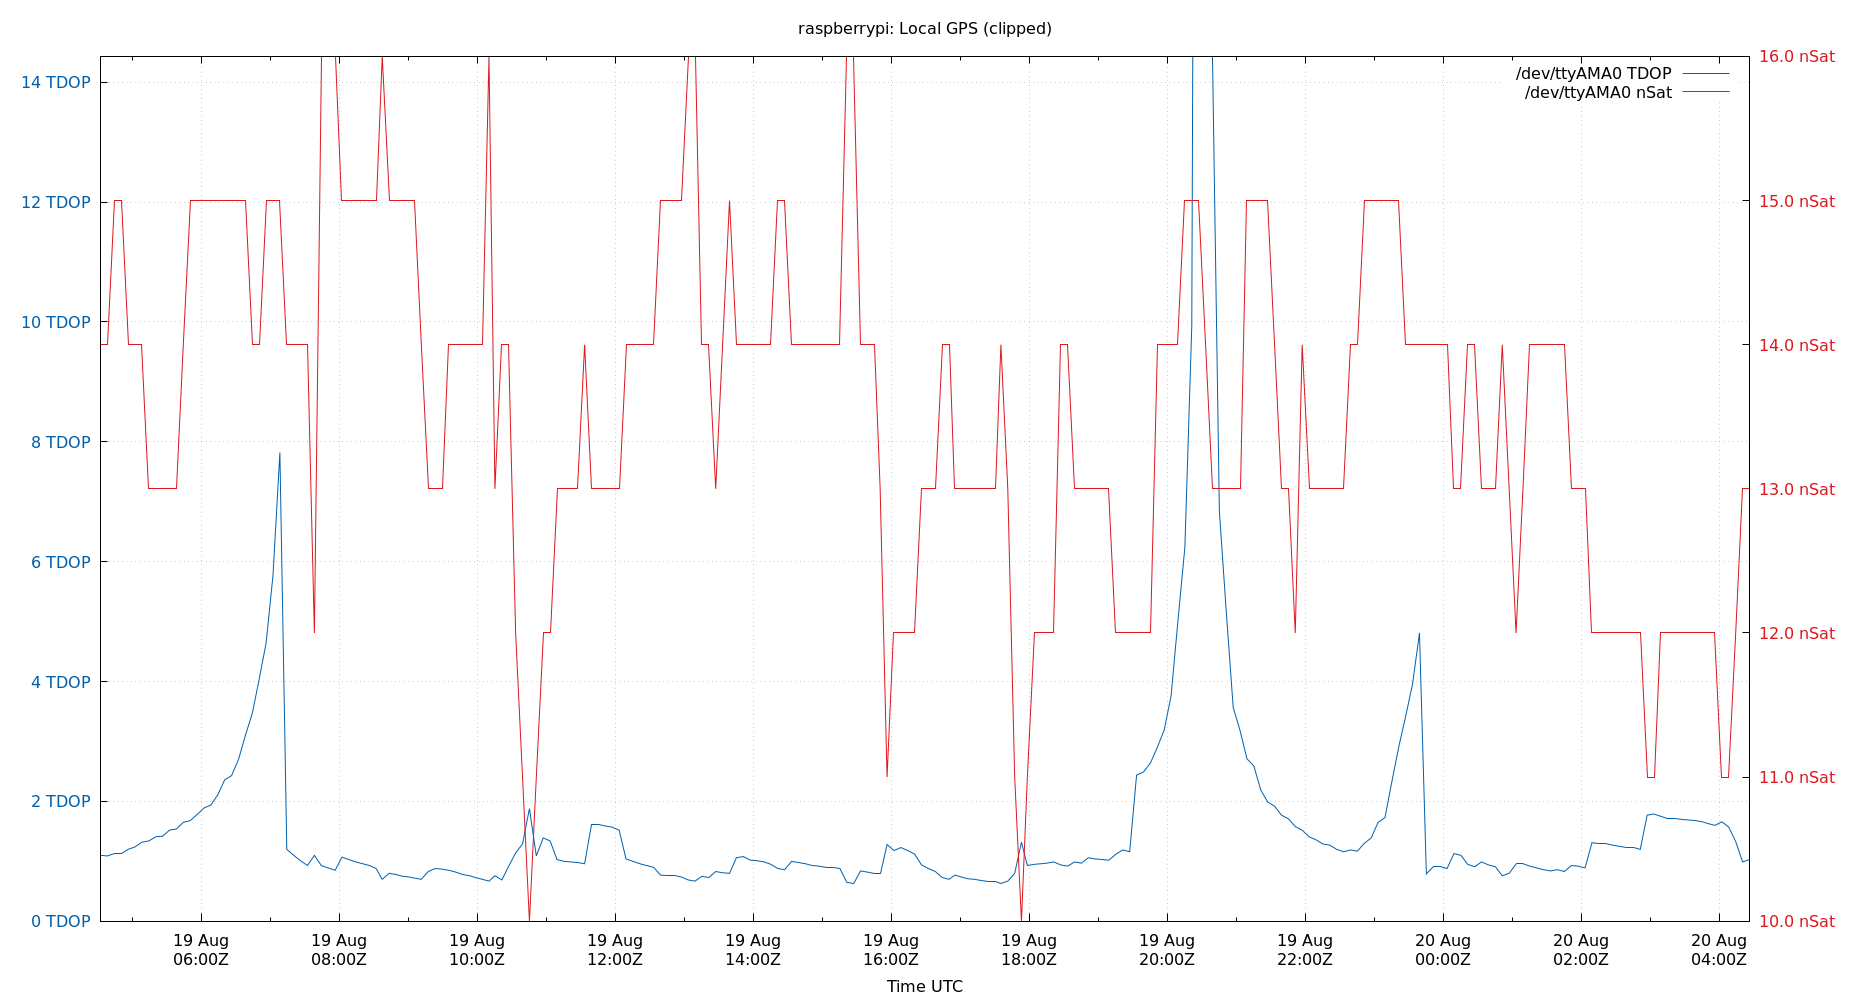 raspberrypi: Local GPS (clipped)
/dev/ttyAMA0 TDOP
/dev/ttyAMA0 nSat
14 TDOP
12 TDOP
10 TDOP
8 TDOP
6 TDOP
4 TDOP
2 TDOP
0 TDOP
16.0 nSat
15.0 nSat
14.0 nSat
13.0 nSat
12.0 nSat
11.0 nSat
10.0 nSat
19 Aug
06:00Z
19 Aug
08:00Z
19 Aug
10:00Z
19 Aug
12:00Z
19 Aug
14:00Z
19 Aug
16:00Z
19 Aug
18:00Z
19 Aug
20:00Z
19 Aug
22:00Z
20 Aug
00:00Z
20 Aug
02:00Z
20 Aug
04:00Z
Time UTC